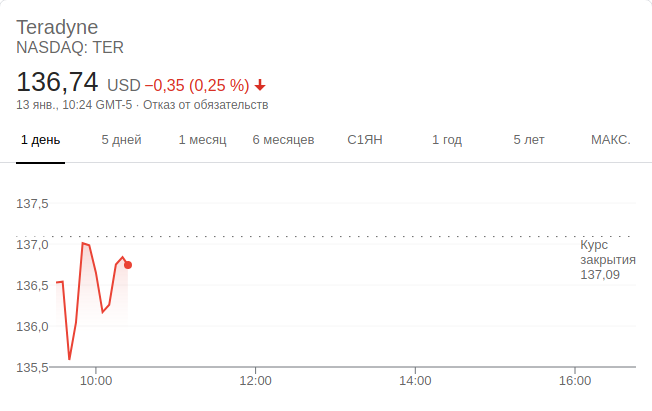 Teradyne
NASDAQ: TER
136,74 USD −0,35 (0,25 %)
13 янв., 10:24 GMT-5 · Отказ от обязательств
1 день 5 дней 1 месяц 6 месяцев С1ЯН 1 год 5 лет МАКС.
137,5
137,0
136,5
136,0
135,5
Курс
закрытия
137,09
10:00 12:00 14:00 16:00